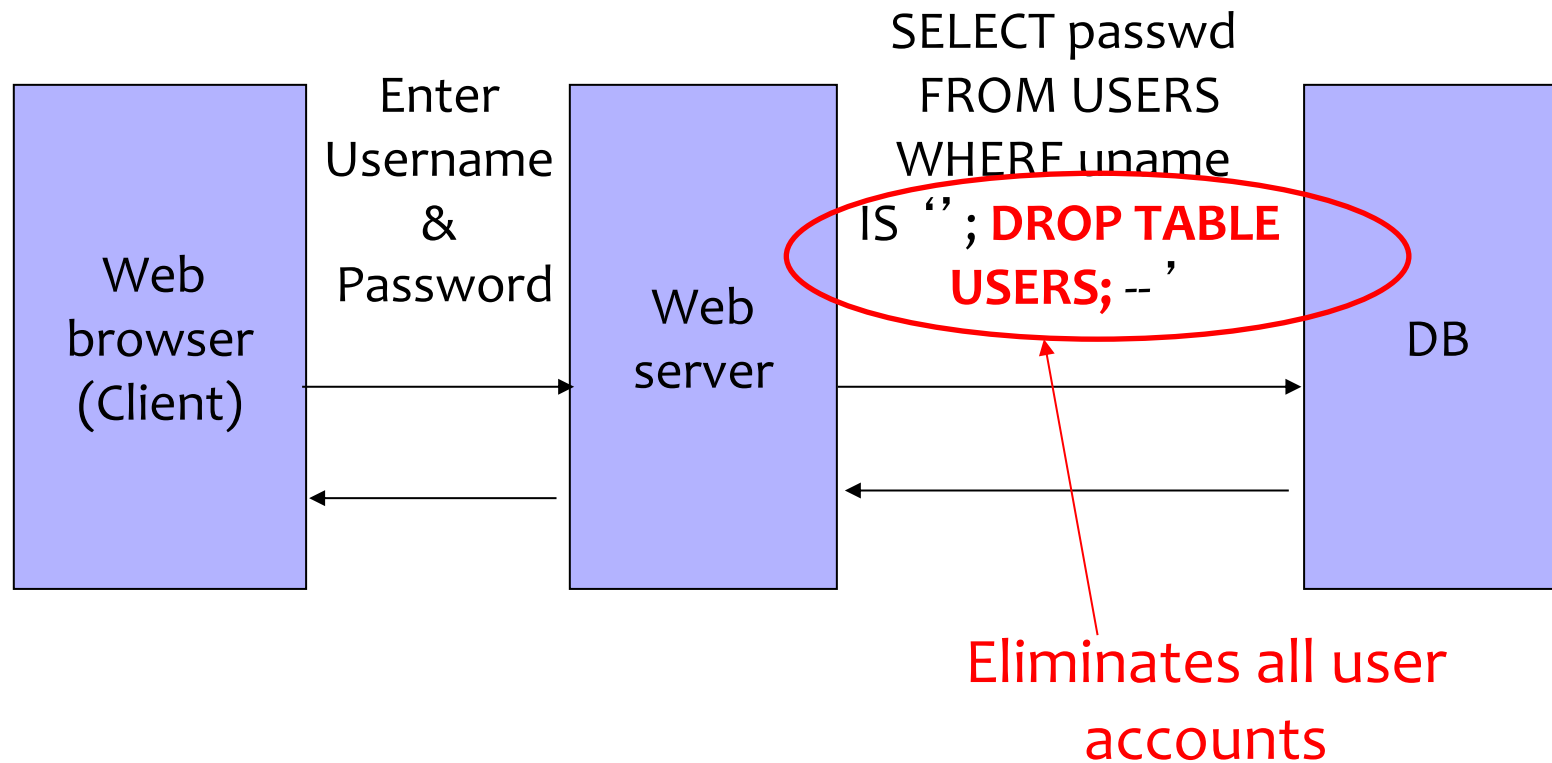 Web
browser
(Client)
Enter
Username
&
Password
Web
server
SELECT passwd
FROM USERS
WHERE uname
IS ‘’ ; DROP TABLE
USERS; -- ’
DB
Eliminates all user
accounts